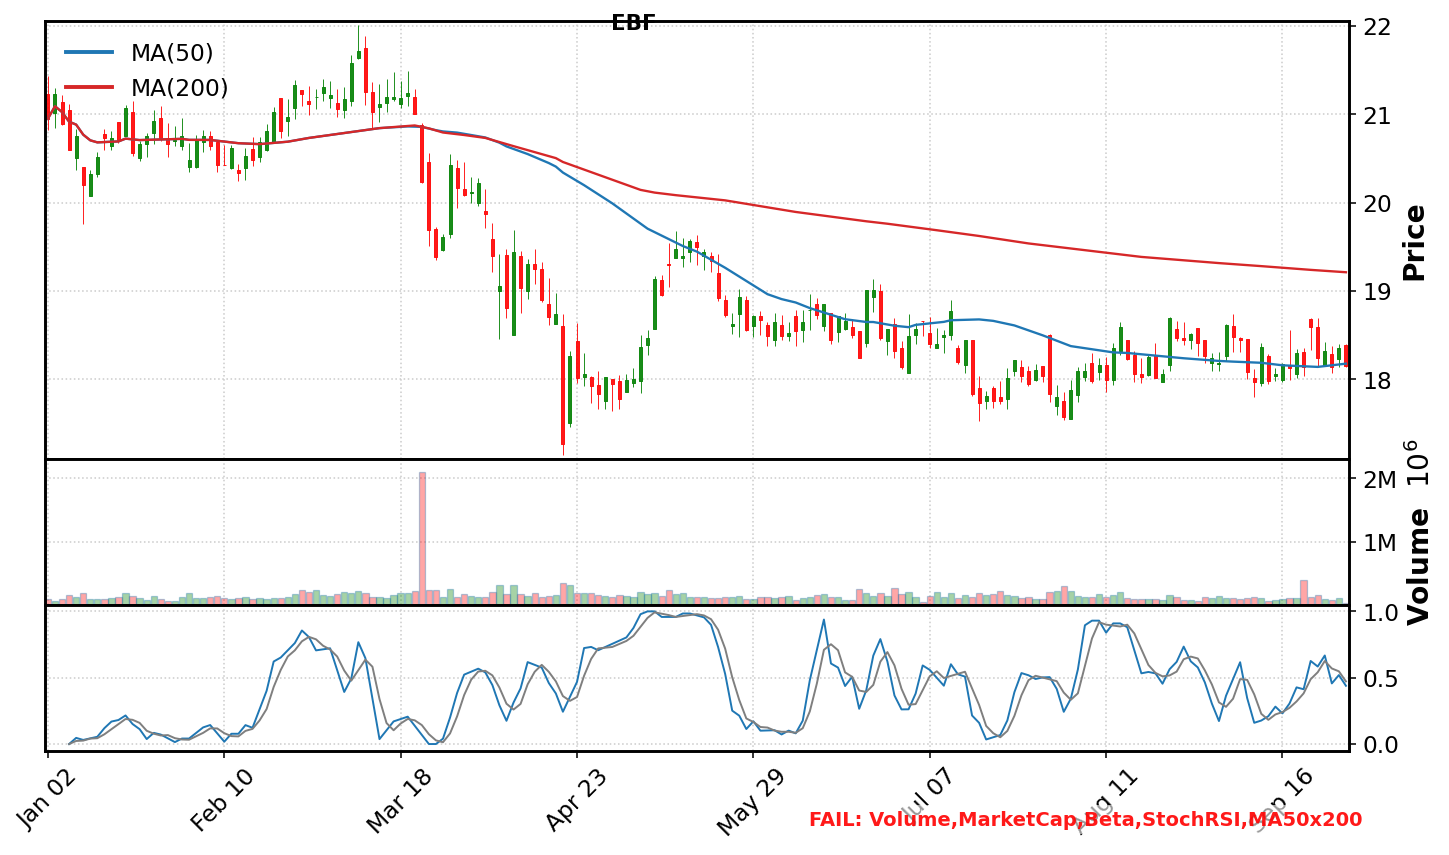 EBF
MA(50)
MA(200)
22
21
20
19
18
Price
2M
1M
Volume 10^6
1.0
0.5
0.0
Jan 02
Feb 10
Mar 18
Apr 23
May 29
Jul 07
Aug 11
Sep 16
FAIL: Volume,MarketCap,Beta,StochRSI,MA50x200